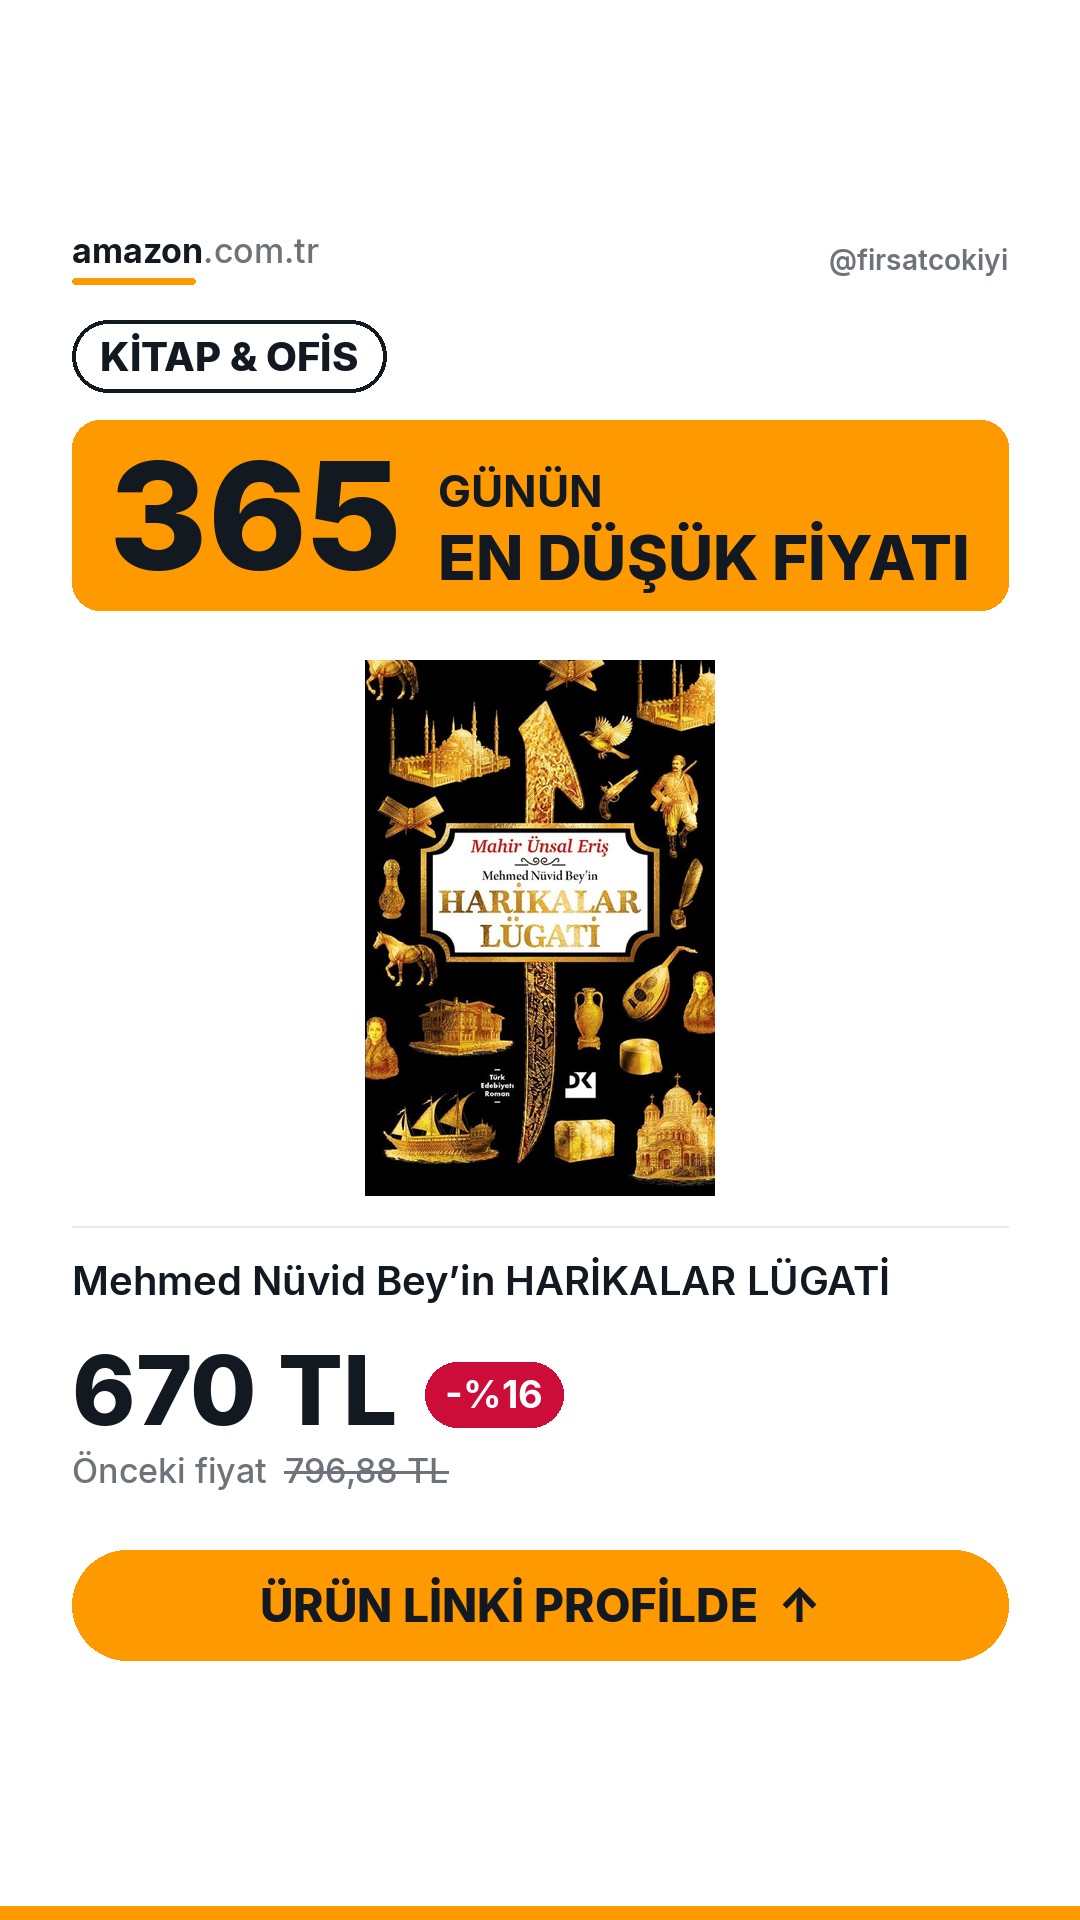 amazon.com.tr
@firsatcokiyi
KİTAP & OFİS
365
GÜNÜN
EN DÜŞÜK FİYATI
Mahir Ünsal Eriş
Mehmed Nüvid Bey'in
HARİKALAR
LÜGATİ
Türk
Edebiyatı
Roman
DK
Mehmed Nüvid Bey’in HARİKALAR LÜGATİ
670 TL -%16
Önceki fiyat 796,88 TL
ÜRÜN LİNKİ PROFİLDE ↑